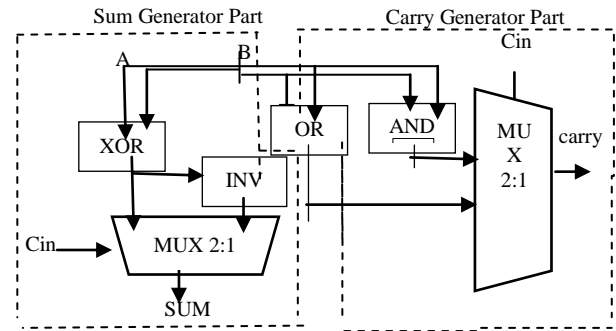 Sum Generator Part
Carry Generator Part
Cin
A
B
XOR
OR
AND
MU
X
2:1
carry
INV
Cin
MUX 2:1
SUM